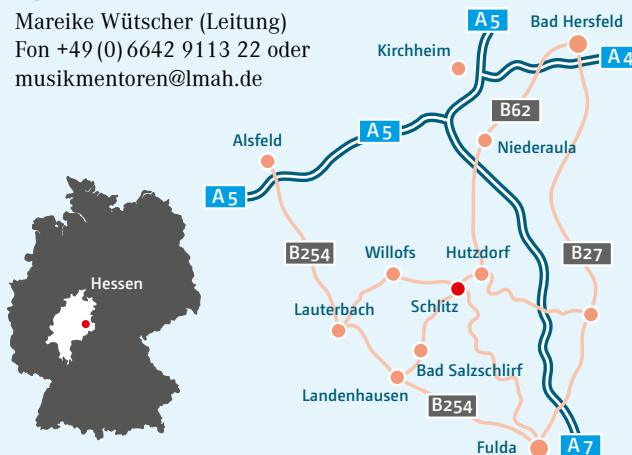 Mareike Wütscher (Leitung)
Fon +49 (0) 6642 9113 22 oder
musikmentoren@lmah.de
A5
Bad Hersfeld
Kirchheim
A4
B62
A5
Alsfeld
Niederaula
A5
B254
Willofs
Hutzdorf
B27
Hessen
Lauterbach
Schlitz
Bad Salzschlirf
Landenhausen
B254
Fulda
A7